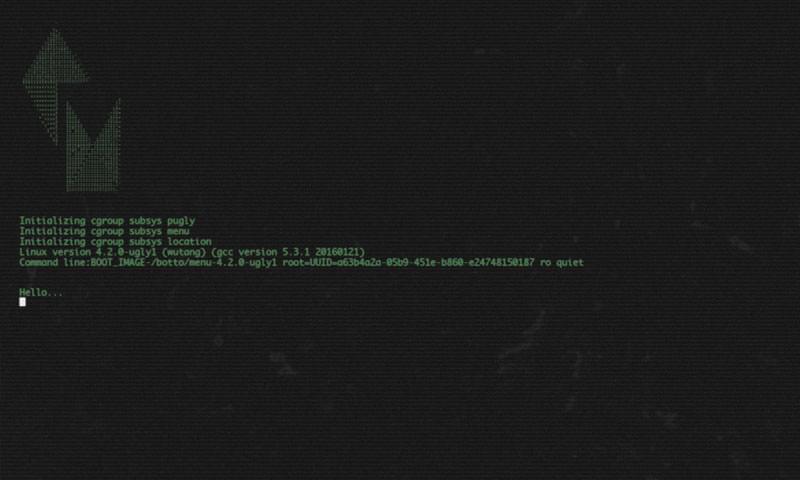 Initializing cgroup subsys pugly
Initializing cgroup subsys menu
Initializing cgroup subsys location
Linux version 4.2.0-ugly1 (wutang) (gcc version 5.3.1 20160121)
Command line:BOOT_IMAGE-/botto/menu-4.2.0-ugly1 root=UUID=a63b4a2a-05b9-451e-b860-e24748150187 ro quiet
Hello...